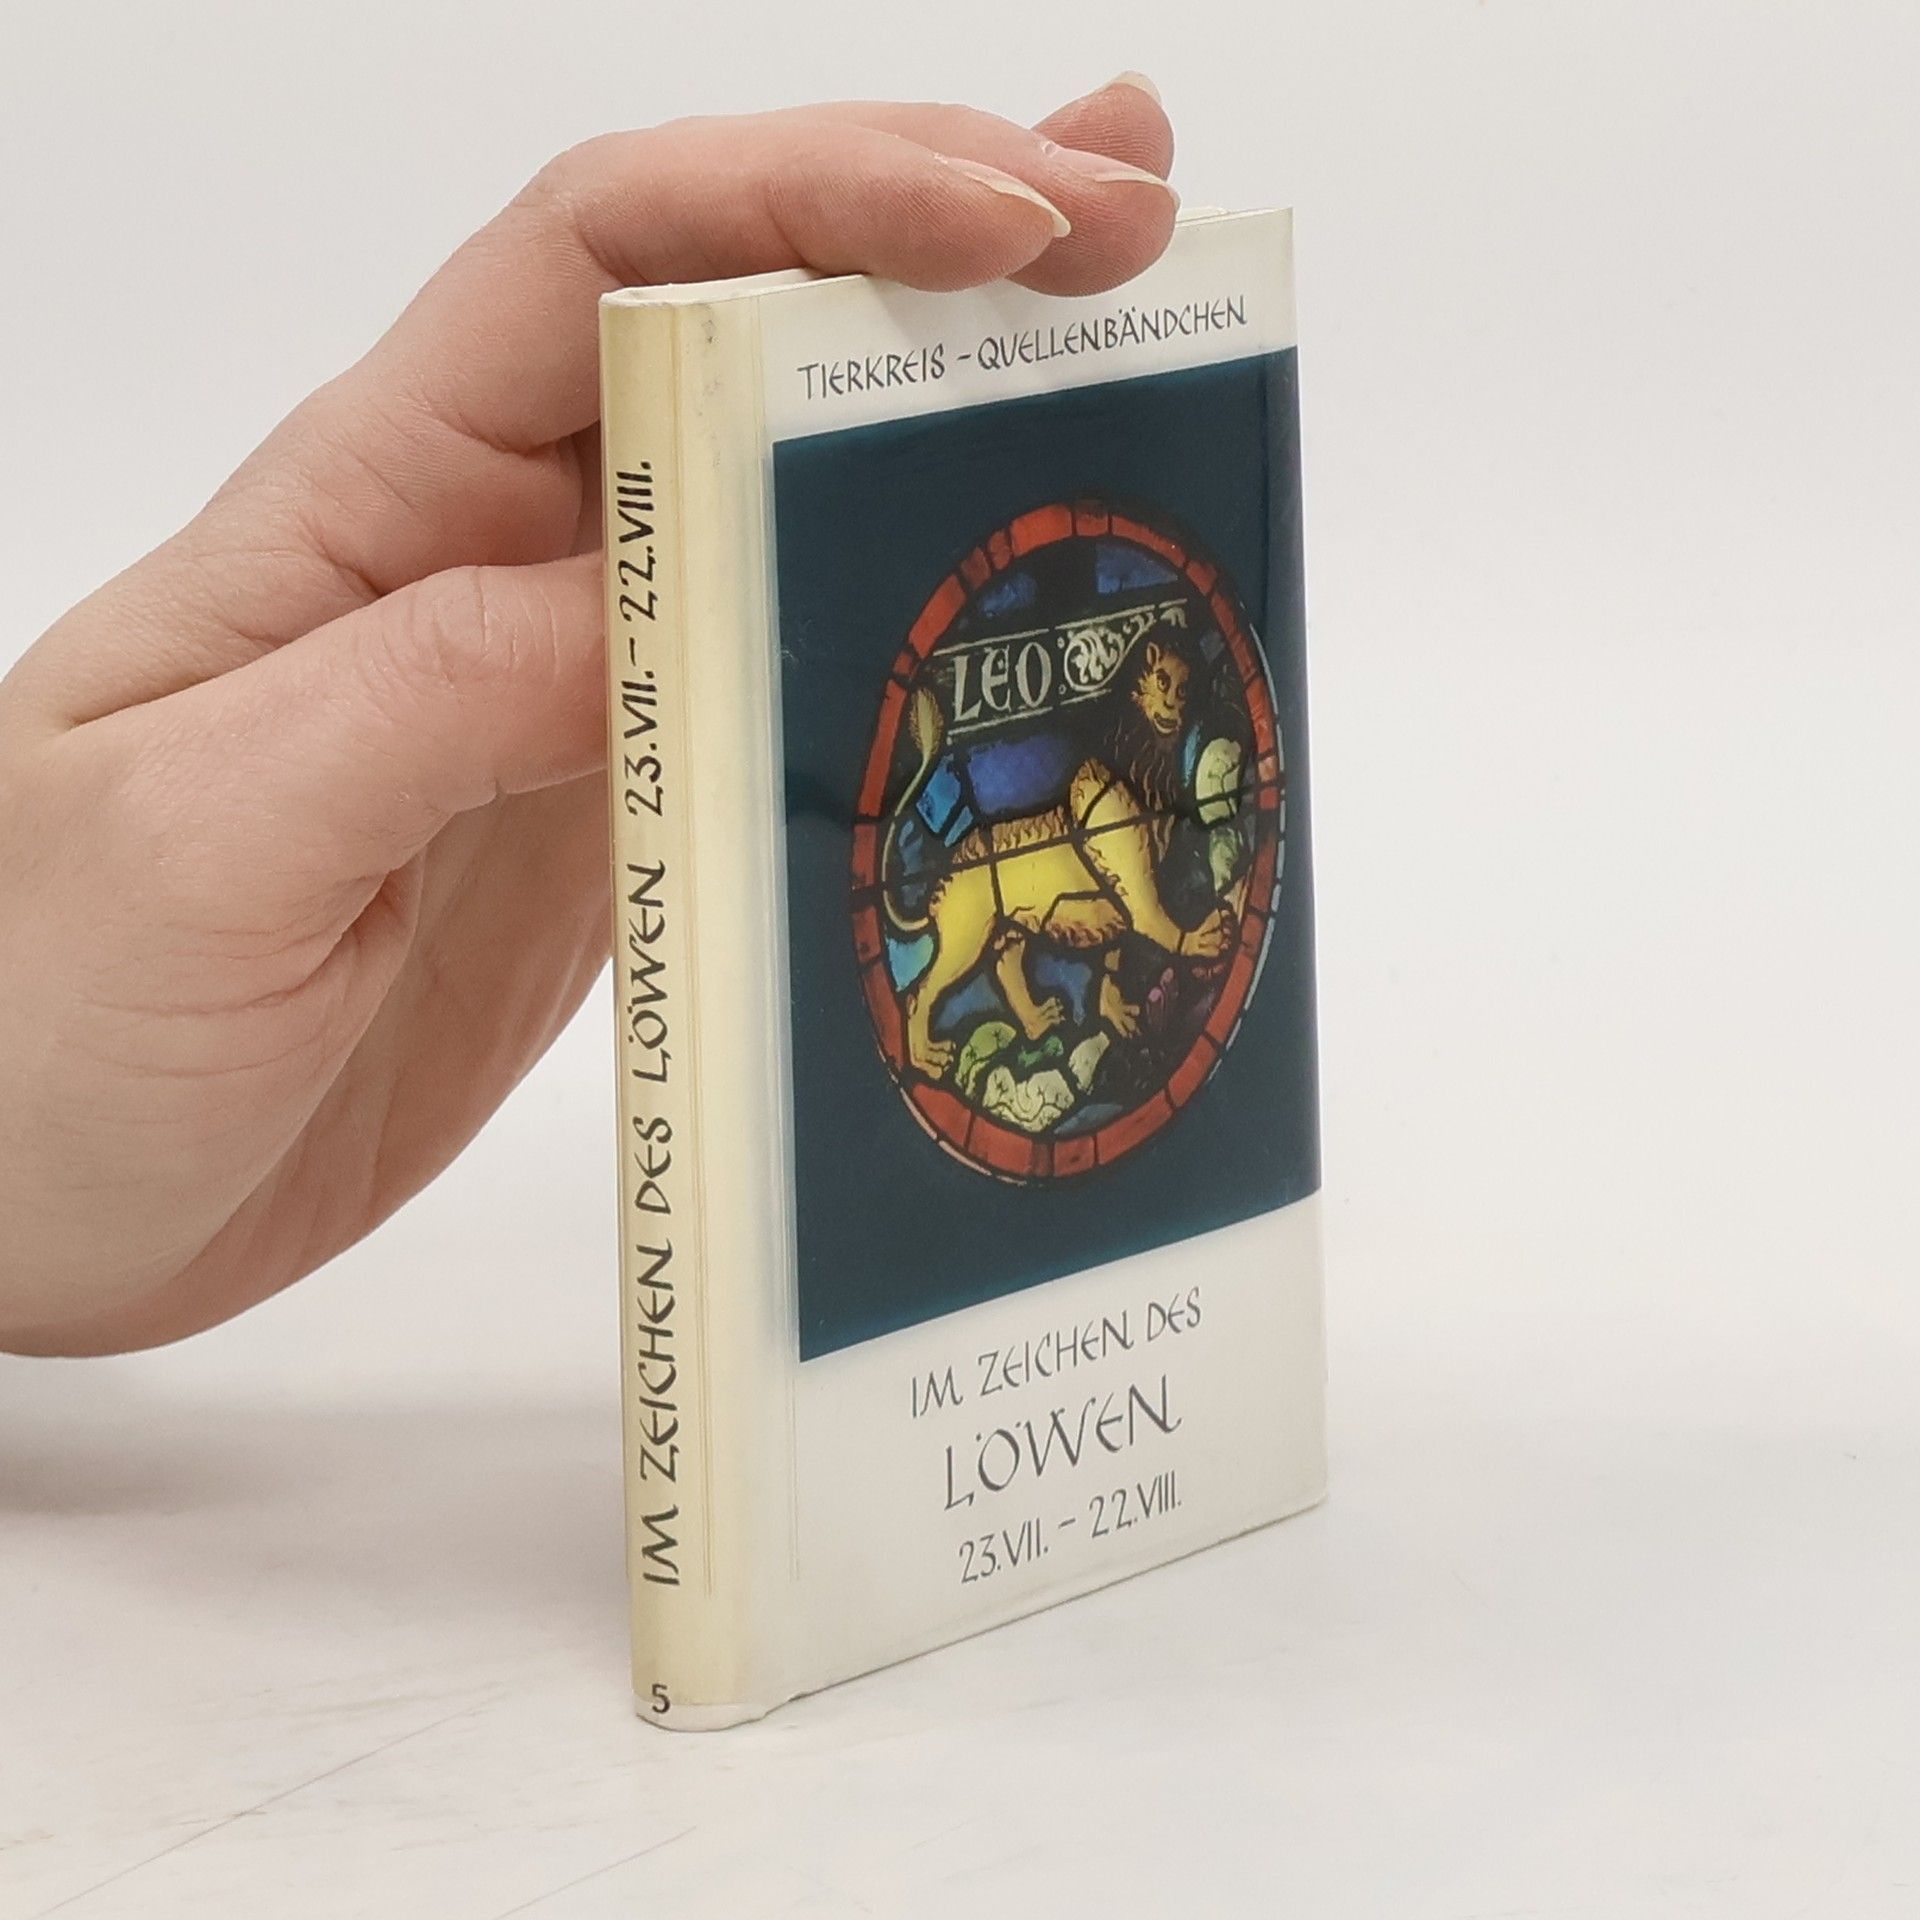 IM ZEICHEN DES LÖWEN 23.VII.-22.VIII.
5
TIERKREIS - QUELLENBÄNDCHEN
LEO
IM ZEICHEN DES
LÖWEN
23.VII. - 22.VIII.